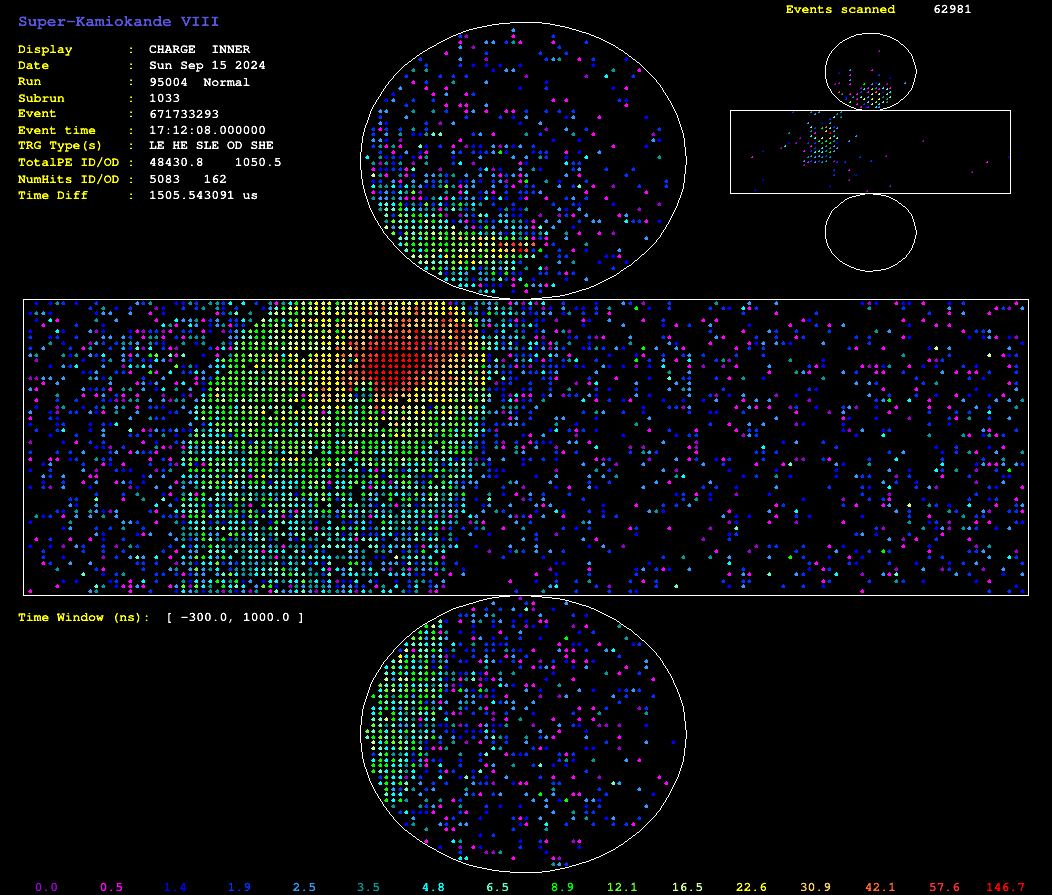 Super-Kamiokande VIII
Events scanned 62981
Display : CHARGE INNER
Date : Sun Sep 15 2024
Run : 95004 Normal
Subrun : 1033
Event : 671733293
Event time : 17:12:08.000000
TRG Type(s) : LE HE SLE OD SHE
TotalPE ID/OD : 48430.8 1050.5
NumHits ID/OD : 5083 162
Time Diff : 1505.543091 us
Time Window (ns): [ -300.0, 1000.0 ]
0.0 0.5 1.4 1.9 2.5 3.5 4.8 6.5 8.9 12.1 16.5 22.6 30.9 42.1 57.6 146.7